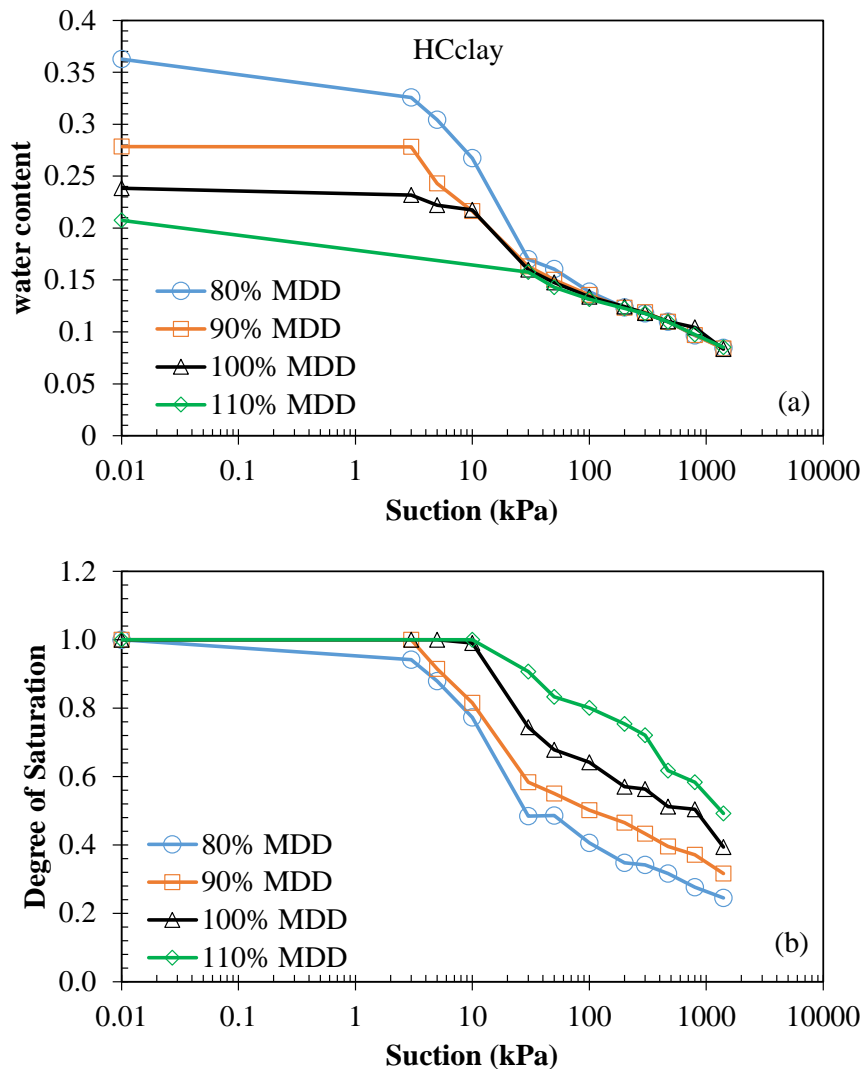 HCclay
water content
0.4
0.35
0.3
0.25
0.2
0.15
0.1
0.05
0
80% MDD
90% MDD
100% MDD
110% MDD
(a)
0.01 0.1 1 10 100 1000 10000
Suction (kPa)
Degree of Saturation
1.2
1.0
0.8
0.6
0.4
0.2
0.0
80% MDD
90% MDD
100% MDD
110% MDD
(b)
0.01 0.1 1 10 100 1000 10000
Suction (kPa)